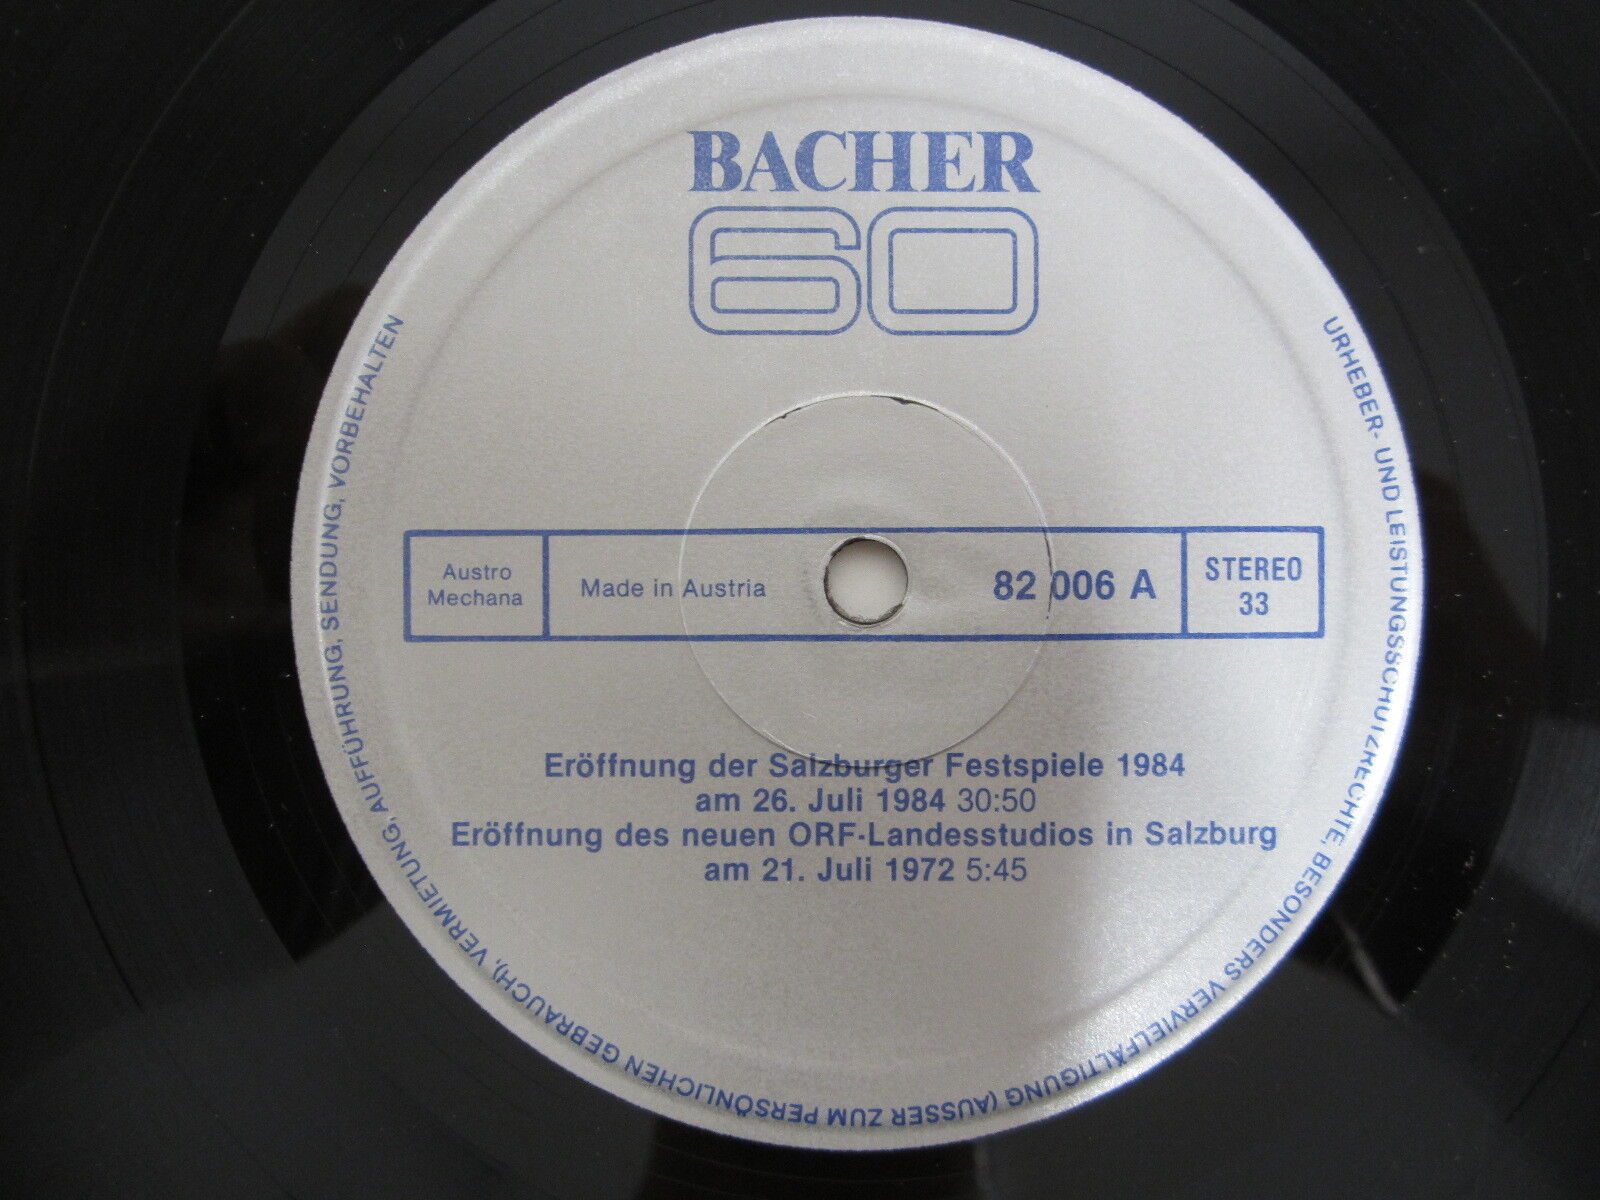 BACHER
60
Austro
Mechana
Made in Austria
82 006 A
STEREO
33
Eröffnung der Salzburger Festspiele 1984
am 26. Juli 1984 30:50
Eröffnung des neuen ORF-Landesstudios in Salzburg
am 21. Juli 1972 5:45
URHEBER- UND LEISTUNGSSCHUTZRECHTE, BESONDERS VERVIELFÄLTIGUNG (AUSSER ZUM PERSÖNLICHEN GEBRAUCH), VERMIETUNG, AUFFÜHRUNG, SENDUNG, VORBEHALTEN